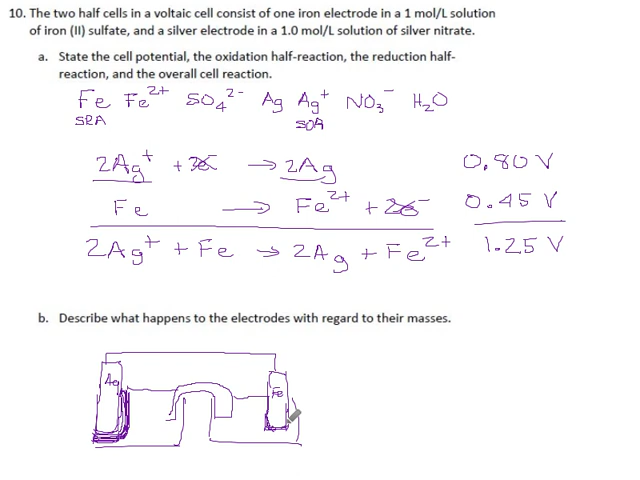 10. The two half cells in a voltaic cell consist of one iron electrode in a 1 mol/L solution
of iron (II) sulfate, and a silver electrode in a 1.0 mol/L solution of silver nitrate.
a. State the cell potential, the oxidation half-reaction, the reduction half-
reaction, and the overall cell reaction.
Fe Fe²⁺ SO₄²⁻ Ag Ag⁺ NO₃⁻ H₂O
SRA SOA
2Ag⁺ + 2e⁻ → 2Ag 0.80 V
Fe → Fe²⁺ + 2e⁻ 0.45 V
2Ag⁺ + Fe → 2Ag + Fe²⁺ 1.25 V
b. Describe what happens to the electrodes with regard to their masses.
Ag Fe